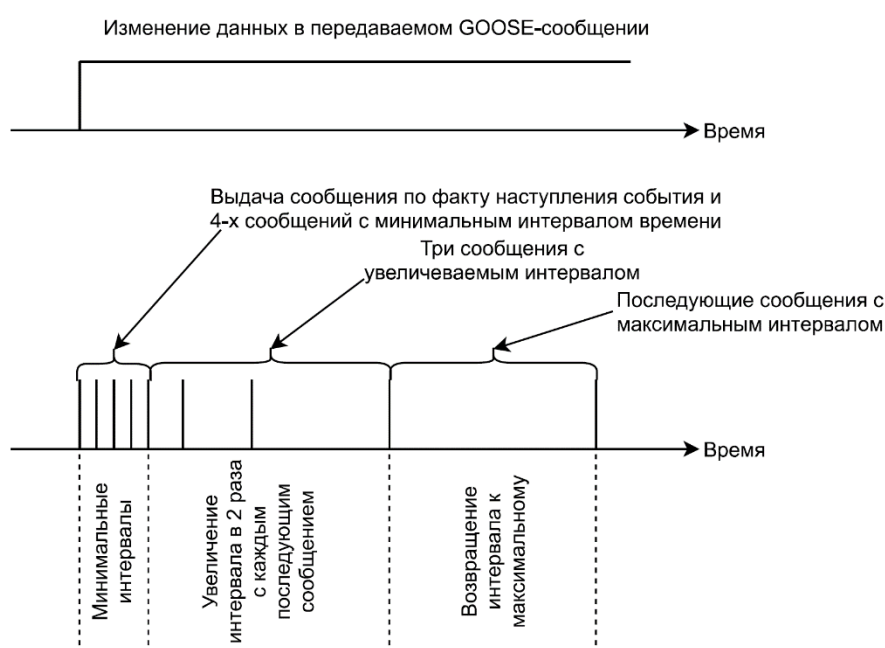 Изменение данных в передаваемом GOOSE-сообщении
Время
Выдача сообщения по факту наступления события и
4-х сообщений с минимальным интервалом времени
Три сообщения с
увеличеваемым интервалом
Последующие сообщения с
максимальным интервалом
Время
Минимальные
интервалы
Увеличение
интервала в 2 раза
с каждым
последующим
сообщением
Возвращение
интервала к
максимальному